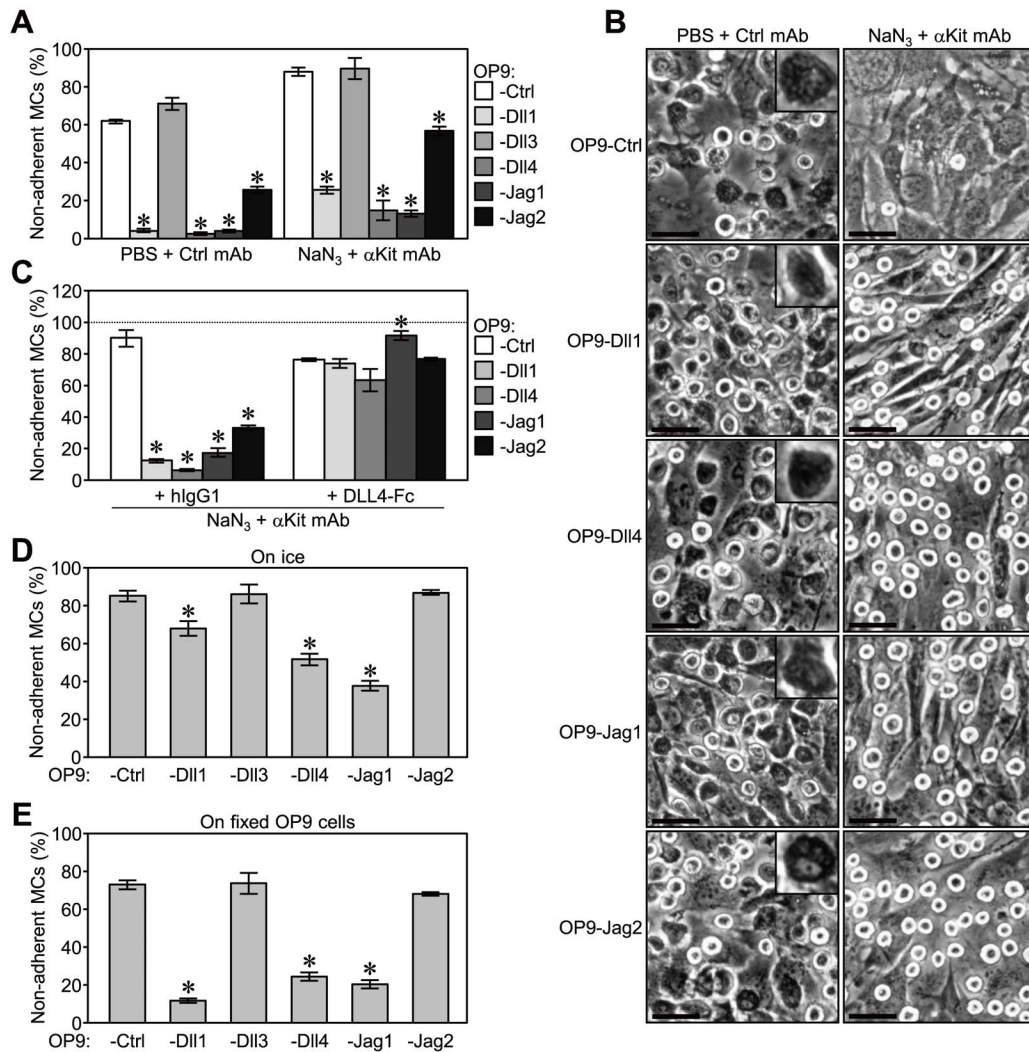 A
Non-adherent MCs (%)
100
80
60
40
20
0
* * * * * * * *
PBS + Ctrl mAb
NaN3 + αKit mAb
OP9:
-Ctrl
-Dll1
-Dll3
-Dll4
-Jag1
-Jag2
C
Non-adherent MCs (%)
120
100
80
60
40
20
0
* * * * *
+ hIgG1
+ DLL4-Fc
NaN3 + αKit mAb
OP9:
-Ctrl
-Dll1
-Dll4
-Jag1
-Jag2
D
On ice
Non-adherent MCs (%)
100
80
60
40
20
0
* * *
OP9: -Ctrl -Dll1 -Dll3 -Dll4 -Jag1 -Jag2
E
On fixed OP9 cells
Non-adherent MCs (%)
100
80
60
40
20
0
* * *
OP9: -Ctrl -Dll1 -Dll3 -Dll4 -Jag1 -Jag2
B
PBS + Ctrl mAb
NaN3 + αKit mAb
OP9-Ctrl
OP9-Dll1
OP9-Dll4
OP9-Jag1
OP9-Jag2